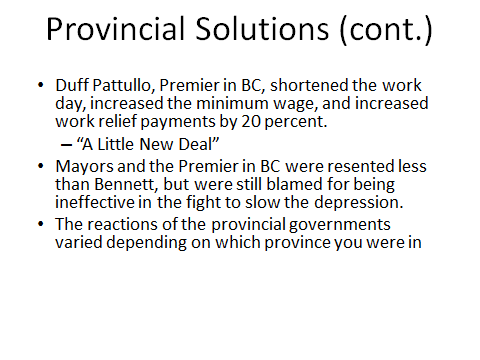 Provincial Solutions (cont.)
• Duff Pattullo, Premier in BC, shortened the work
day, increased the minimum wage, and increased
work relief payments by 20 percent.
– “A Little New Deal”
• Mayors and the Premier in BC were resented less
than Bennett, but were still blamed for being
ineffective in the fight to slow the depression.
• The reactions of the provincial governments
varied depending on which province you were in